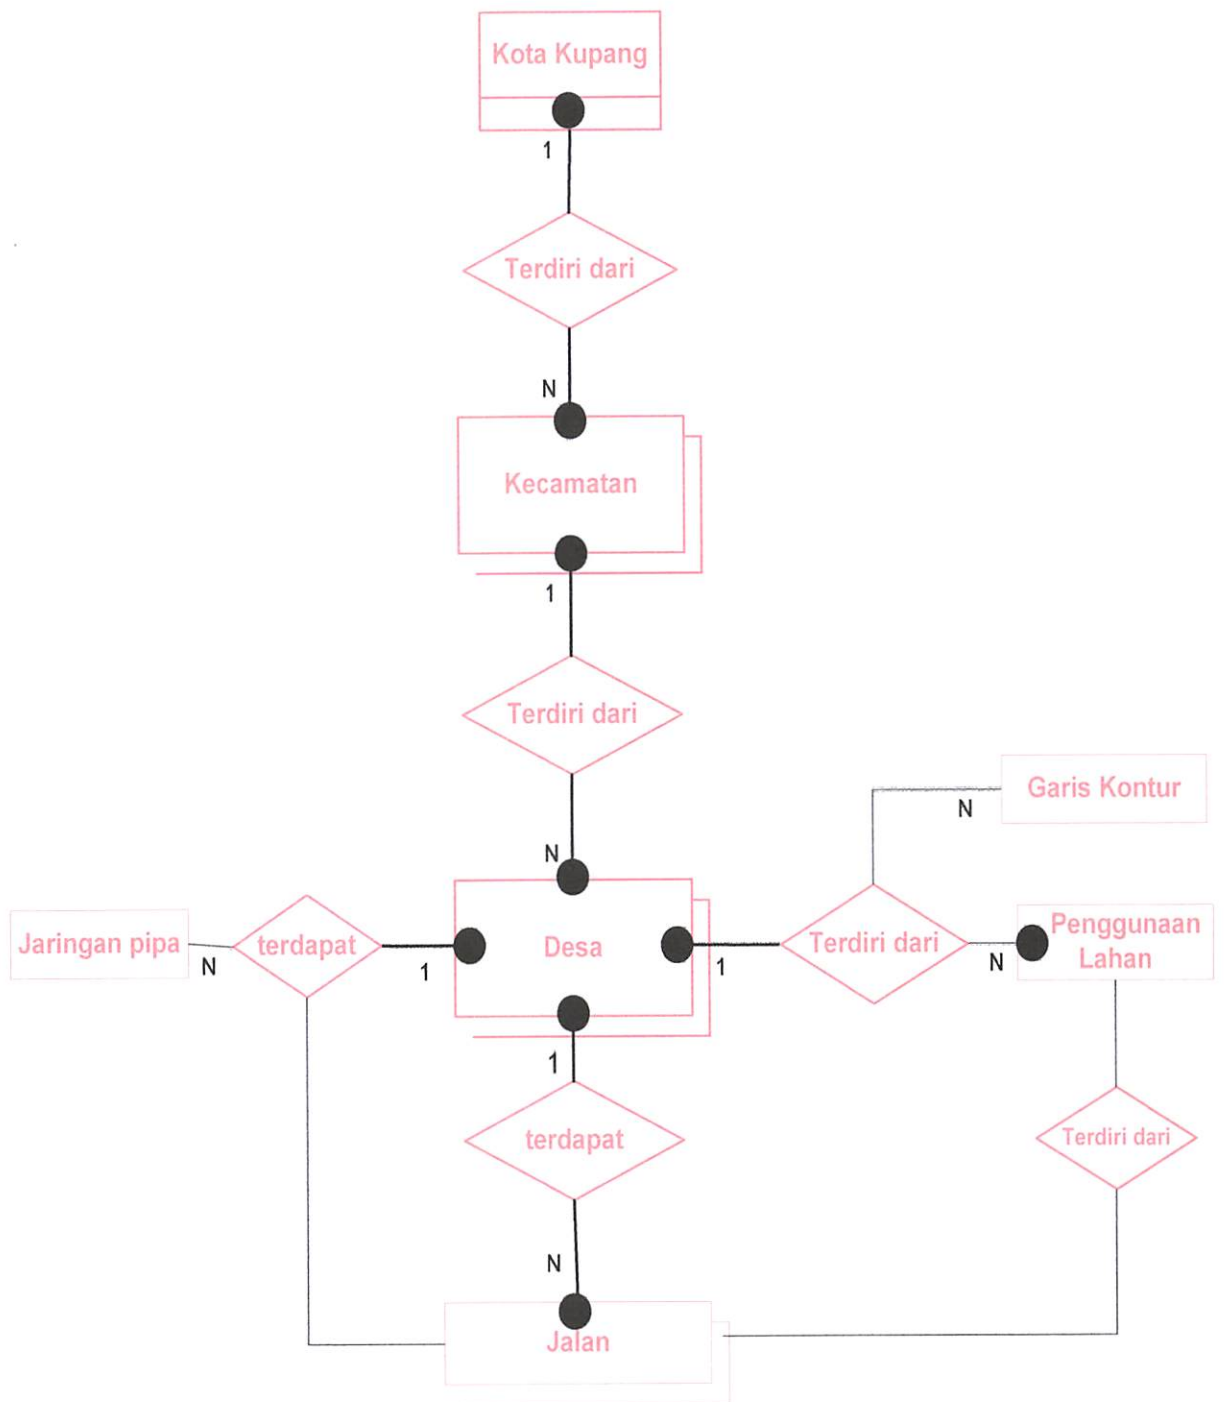 Kota Kupang
1
Terdiri dari
N
Kecamatan
1
Terdiri dari
N
Garis Kontur
N
Jaringan pipa
N
terdapat
1
Desa
1
Terdiri dari
N
Penggunaan
Lahan
1
terdapat
Terdiri dari
N
Jalan